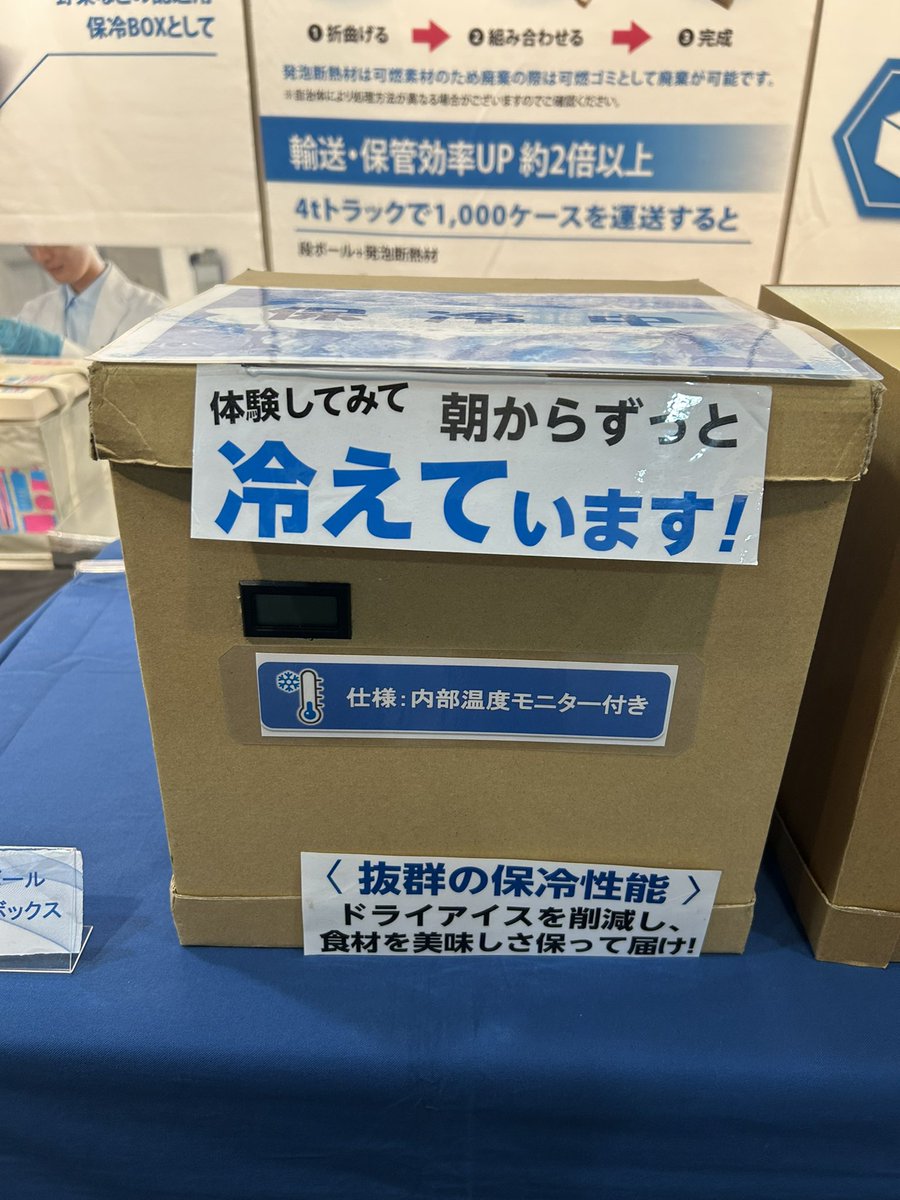 保冷BOXとして
❶折曲げる
❷組み合わせる
❸完成
発泡断熱材は可燃素材のため廃棄の際は可燃ゴミとして廃棄が可能です。
※自治体により処理方法が異なる場合がございますのでご確認ください。
輸送・保管効率UP 約2倍以上
4tトラックで1,000ケースを運送すると
段ボール+発泡断熱材
保冷中
体験してみて 朝からずっと
冷えています!
仕様：内部温度モニター付き
〈 抜群の保冷性能 〉
ドライアイスを削減し、
食材を美味しさ保って届け!
ール
ボックス